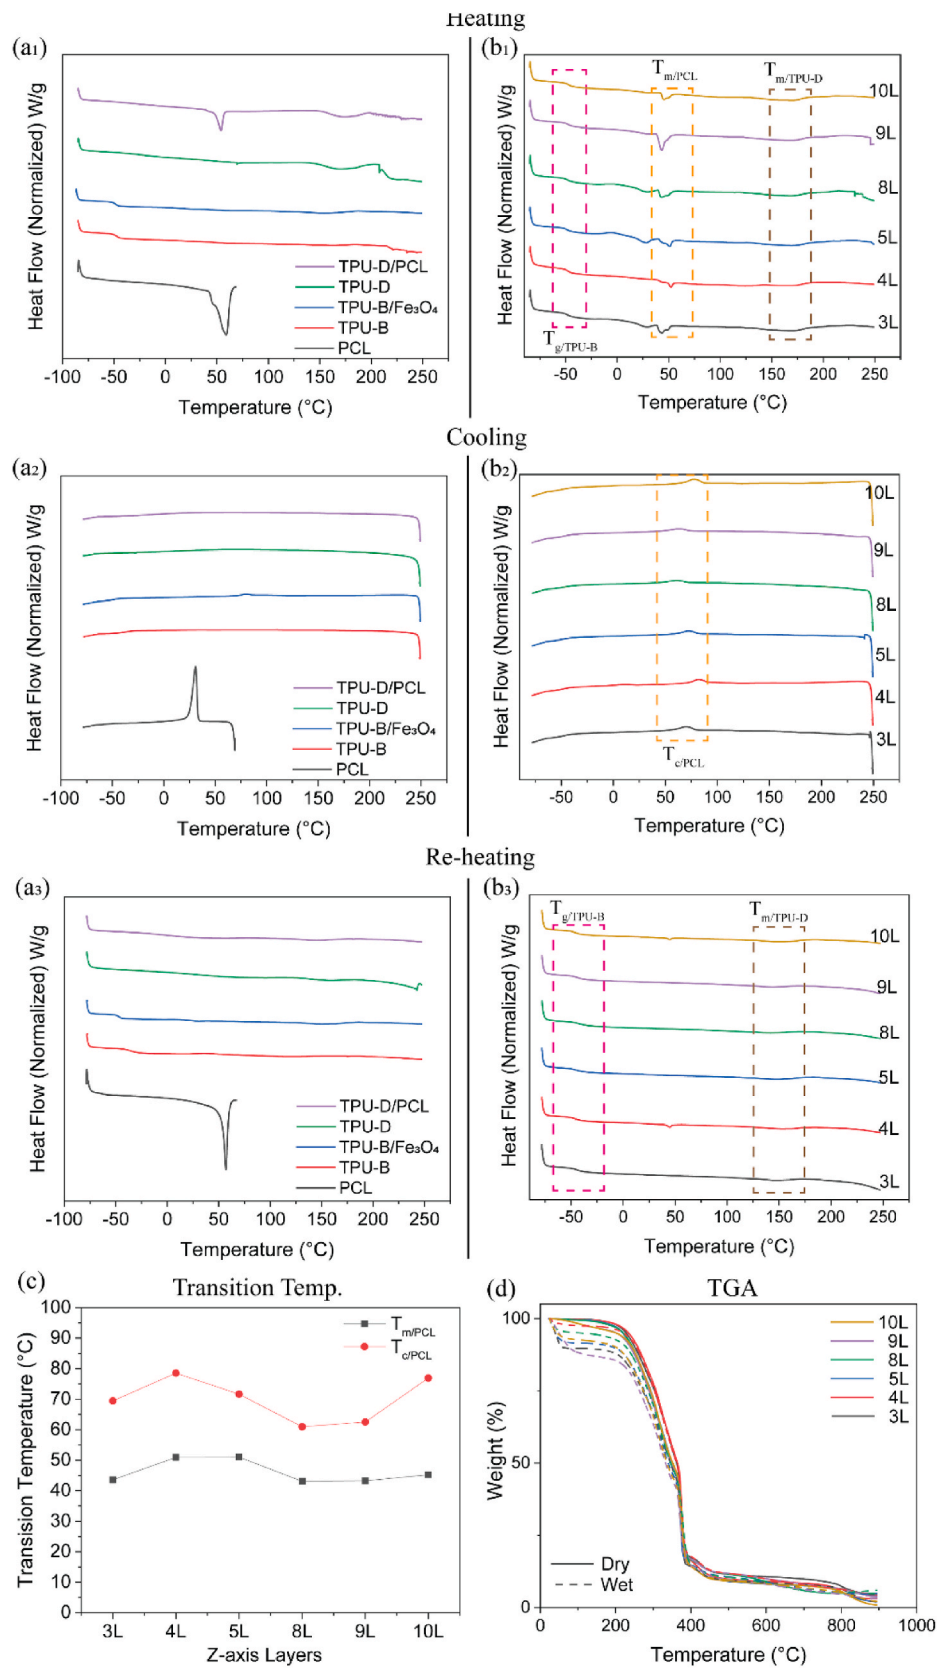 Heating
(a₁)
Heat Flow (Normalized) W/g
TPU-D/PCL
TPU-D
TPU-B/Fe₃O₄
TPU-B
PCL
-100 -50 0 50 100 150 200 250
Temperature (°C)
(b₁)
Heat Flow (Normalized) W/g
T m/PCL
T m/TPU-D
10L
9L
8L
5L
4L
3L
T g/TPU-B
-50 0 50 100 150 200 250
Temperature (°C)
Cooling
(a₂)
Heat Flow (Normalized) W/g
TPU-D/PCL
TPU-D
TPU-B/Fe₃O₄
TPU-B
PCL
-100 -50 0 50 100 150 200 250
Temperature (°C)
(b₂)
Heat Flow (Normalized) W/g
10L
9L
8L
5L
4L
3L
T c/PCL
-50 0 50 100 150 200 250
Temperature (°C)
Re-heating
(a₃)
Heat Flow (Normalized) W/g
TPU-D/PCL
TPU-D
TPU-B/Fe₃O₄
TPU-B
PCL
-100 -50 0 50 100 150 200 250
Temperature (°C)
(b₃)
Heat Flow (Normalized) W/g
T g/TPU-B
T m/TPU-D
10L
9L
8L
5L
4L
3L
-50 0 50 100 150 200 250
Temperature (°C)
(c)
Transition Temp.
Transision Temperature (°C)
100
90
80
70
60
50
40
30
20
10
0
T m/PCL
T c/PCL
3L 4L 5L 8L 9L 10L
Z-axis Layers
(d)
TGA
Weight (%)
100
50
0
10L
9L
8L
5L
4L
3L
Dry
Wet
0 200 400 600 800 1000
Temperature (°C)